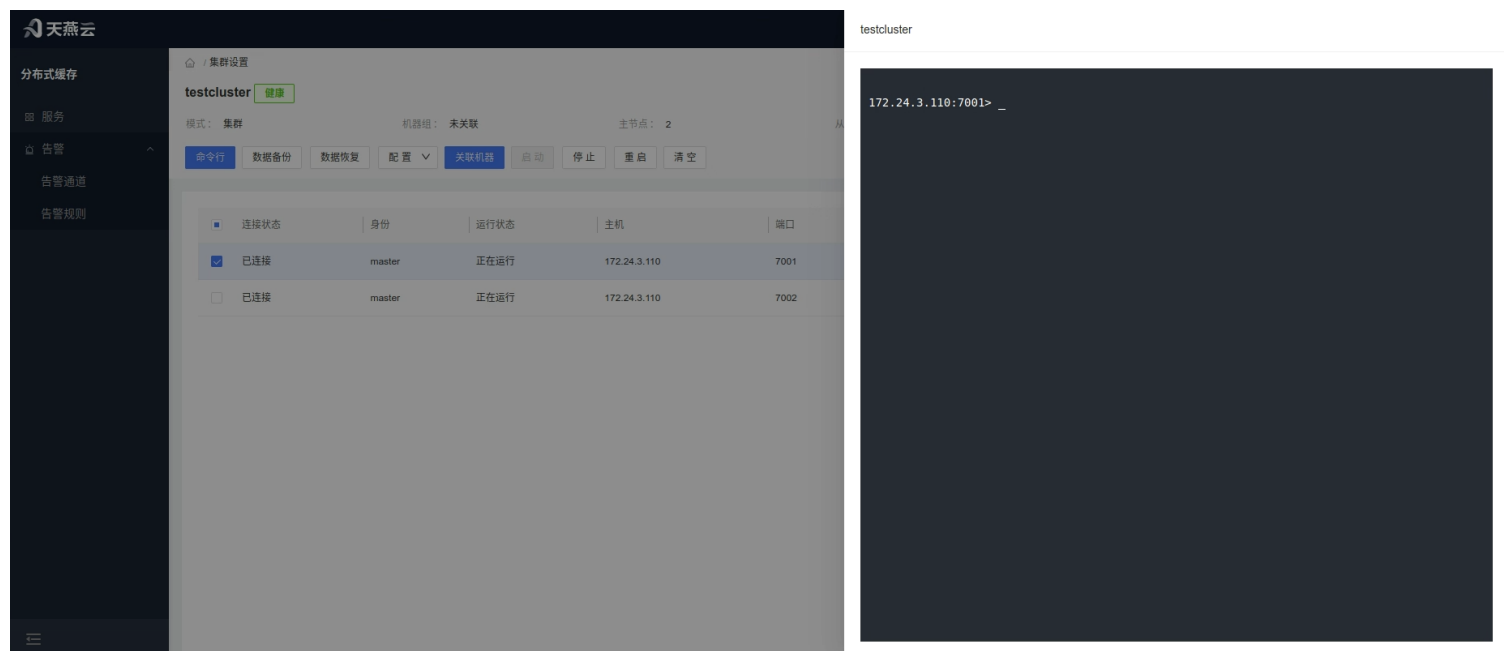 天燕云
testcluster
分布式缓存
服务
告警
告警通道
告警规则
/ 集群设置
testcluster 健康
模式： 集群 机器组： 未关联 主节点： 2 从
命令行 数据备份 数据恢复 配 置 关联机器 启 动 停 止 重 启 清 空
连接状态 身份 运行状态 主机 端口
已连接 master 正在运行 172.24.3.110 7001
已连接 master 正在运行 172.24.3.110 7002
172.24.3.110:7001> _